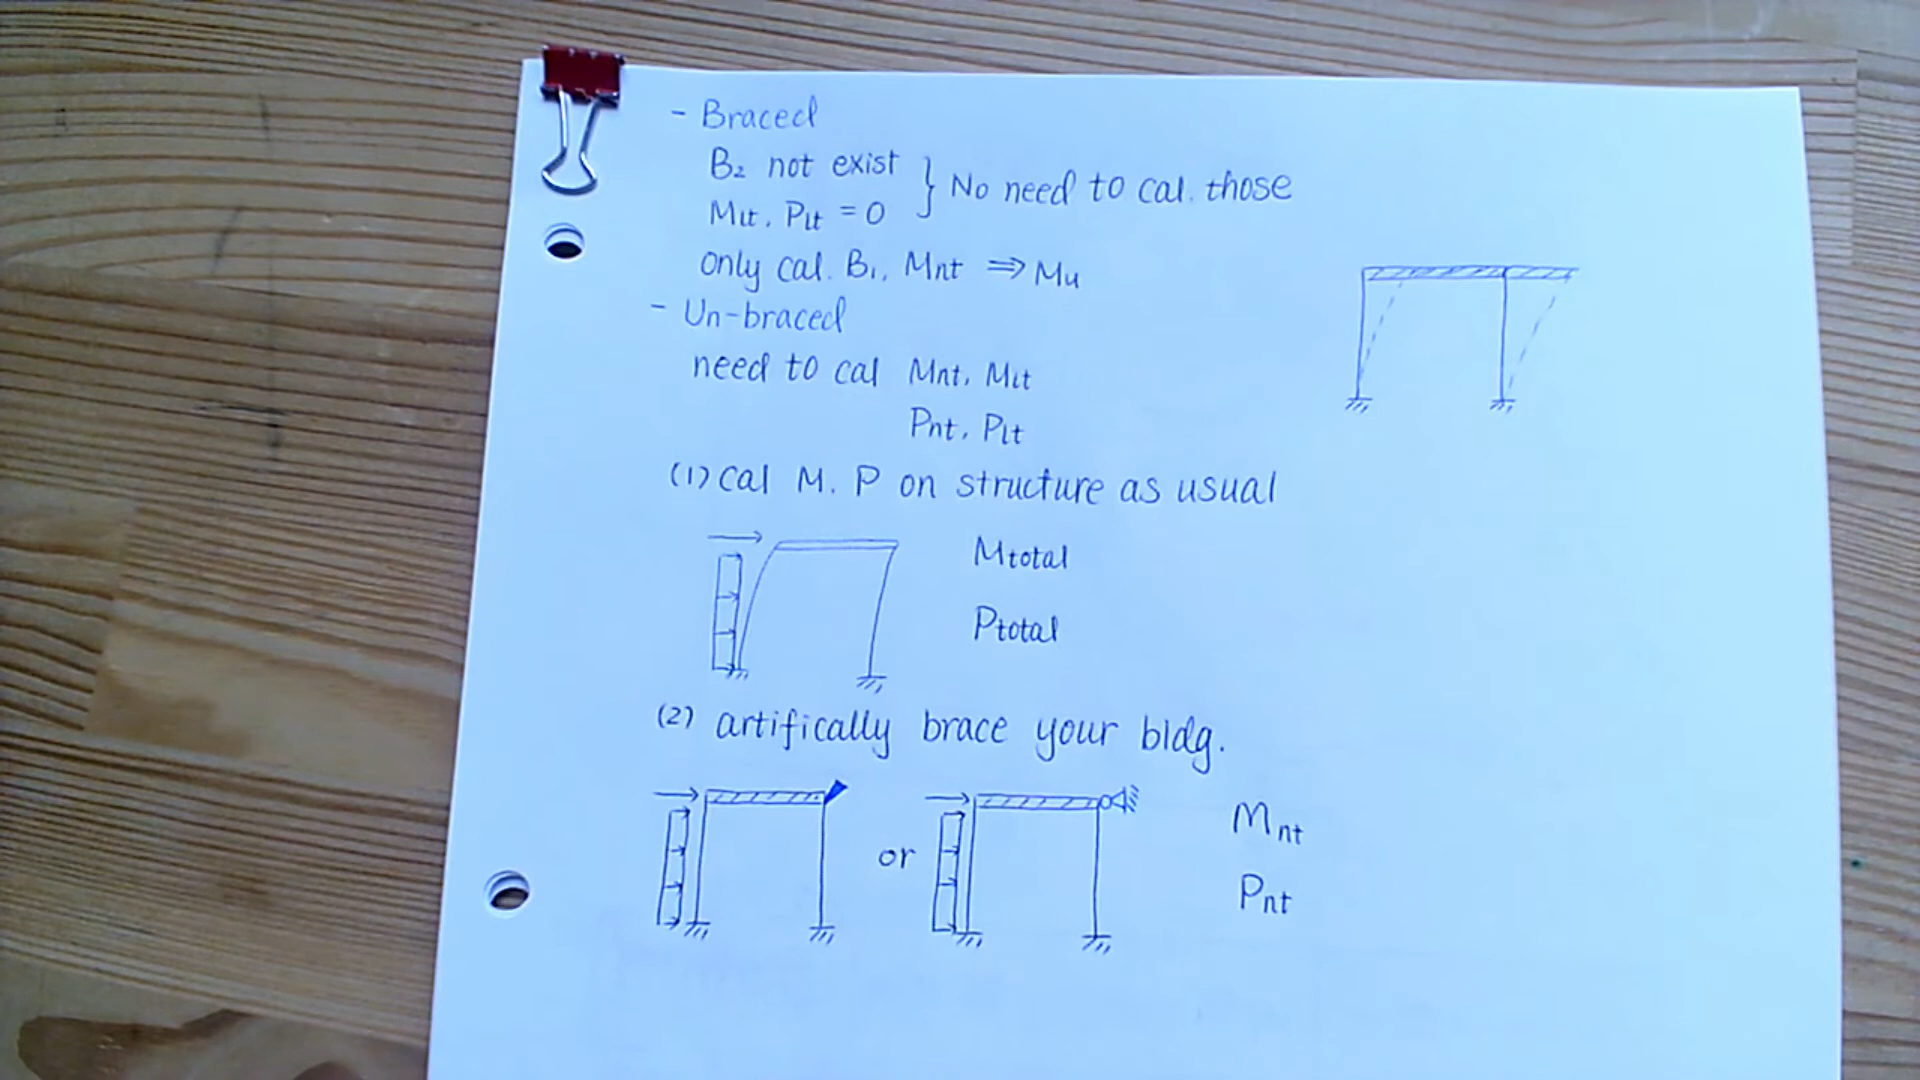 - Braced
B2 not exist } No need to cal. those
Mlt, Plt = 0
only cal. B1, Mnt ⇒ Mu
- Un-braced
need to cal Mnt, Mlt
Pnt, Plt
(1) cal M. P on structure as usual
Mtotal
Ptotal
(2) artifically brace your bldg.
or
Mnt
Pnt